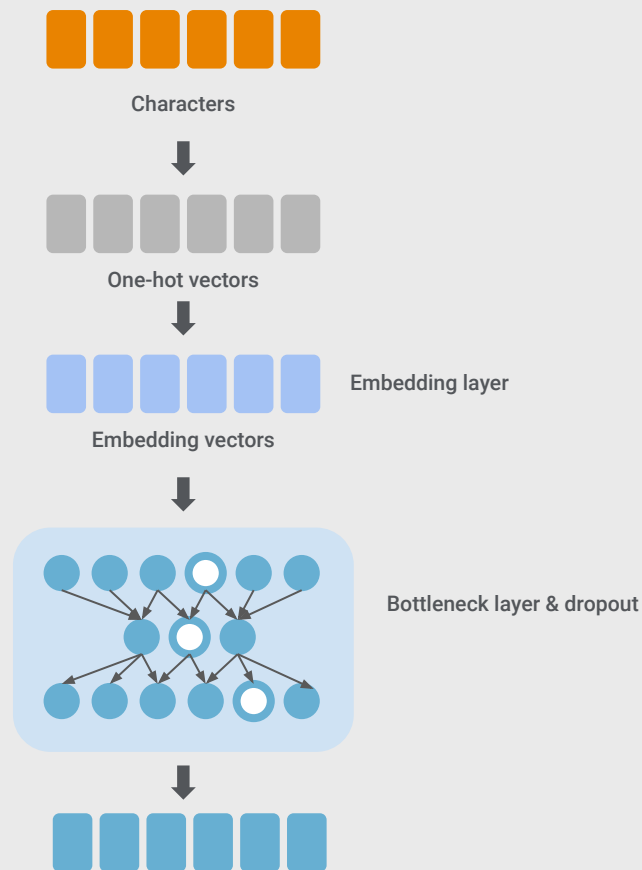 Characters
One-hot vectors
Embedding layer
Embedding vectors
Bottleneck layer & dropout